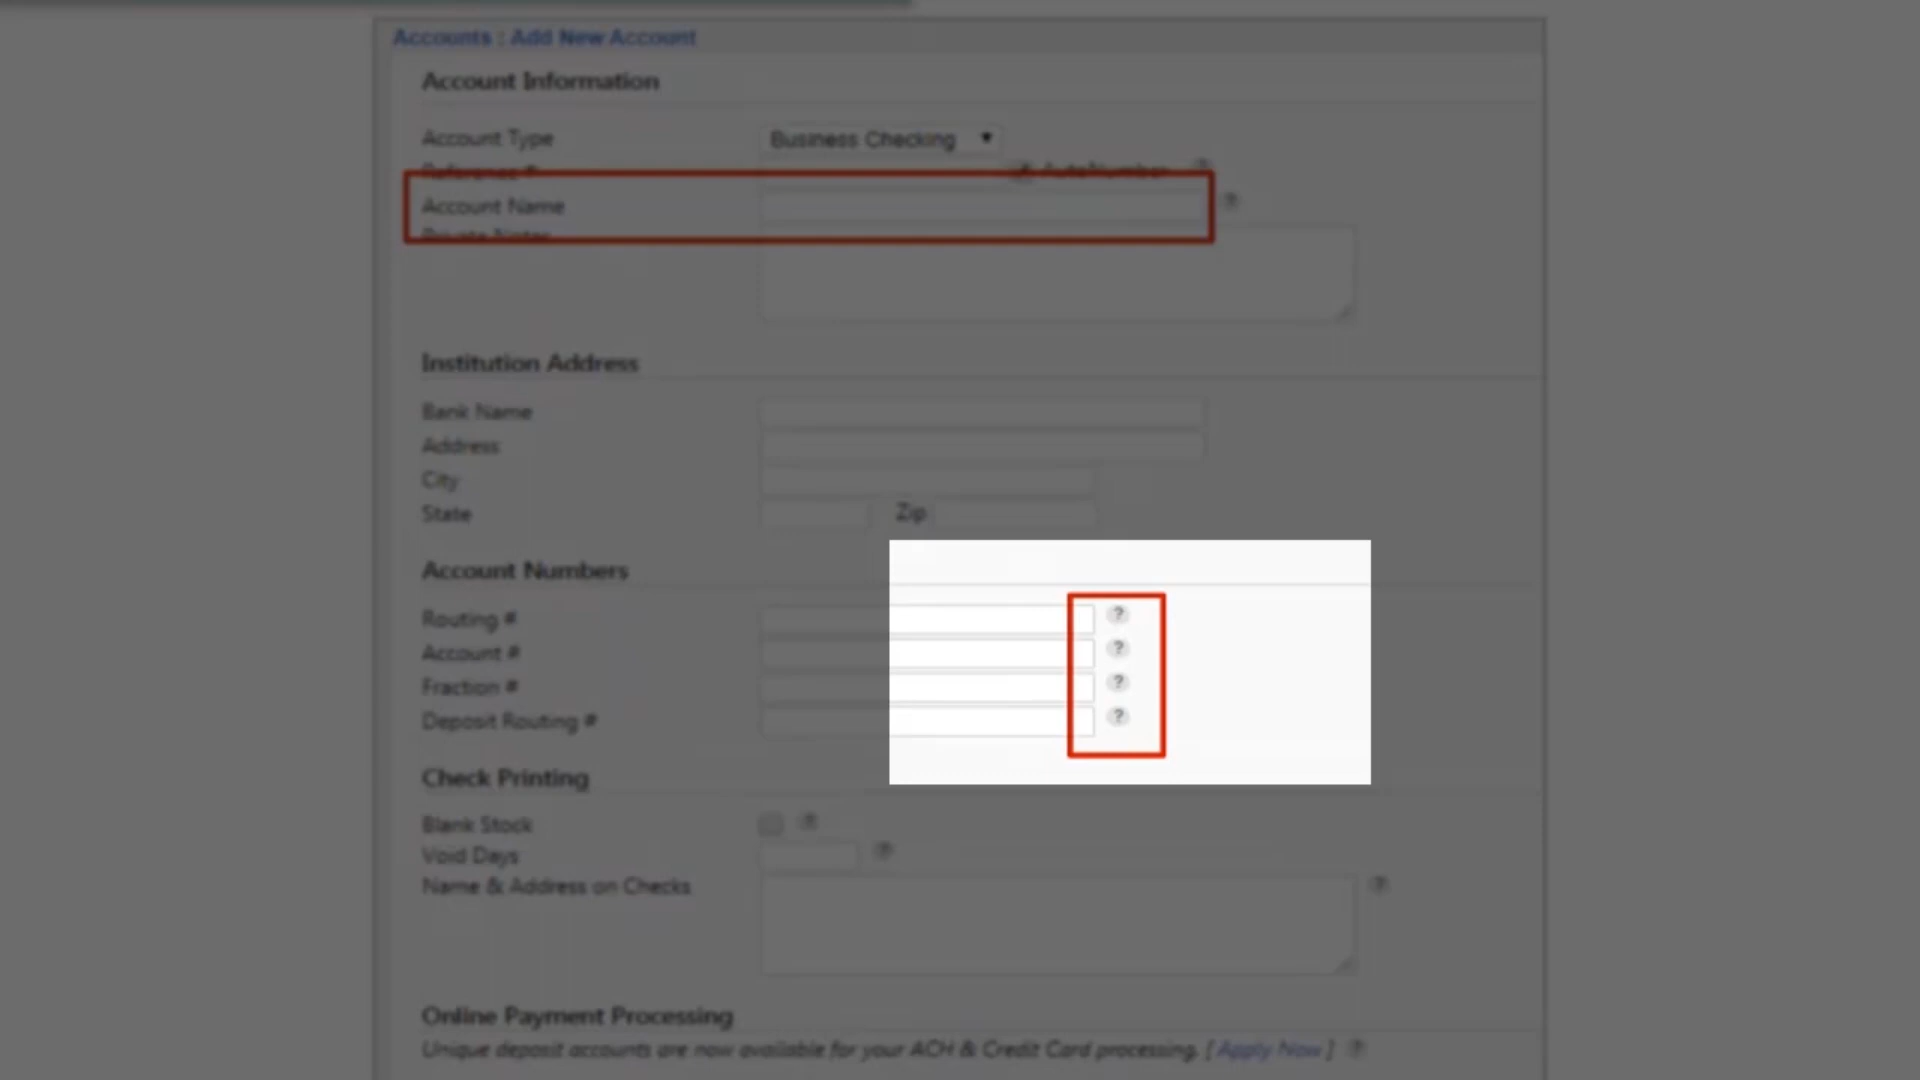 Accounts : Add New Account
Account Information
Account Type Business Checking
Reference # AutoNumber ?
Account Name ?
Private Notes
Institution Address
Bank Name
Address
City
State Zip
Account Numbers
Routing # ?
Account # ?
Fraction # ?
Deposit Routing # ?
Check Printing
Blank Stock ?
Void Days ?
Name & Address on Checks ?
Online Payment Processing
Unique deposit accounts are now available for your ACH & Credit Card processing. [ Apply Now ] ?